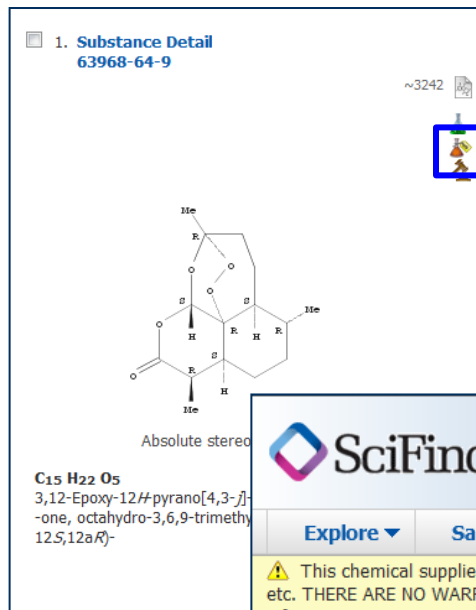 1. Substance Detail
63968-64-9
~3242
Me
R
O
O
O
S
S
Me
O
H
R
H
R
S
O
R
H
Me
Absolute stereo
C15 H22 O5
3,12-Epoxy-12H-pyrano[4,3-j]-
-one, octahydro-3,6,9-trimethy
12S,12aR)-
SciFind
Explore
Sa
This chemical supplie
etc. THERE ARE NO WARR